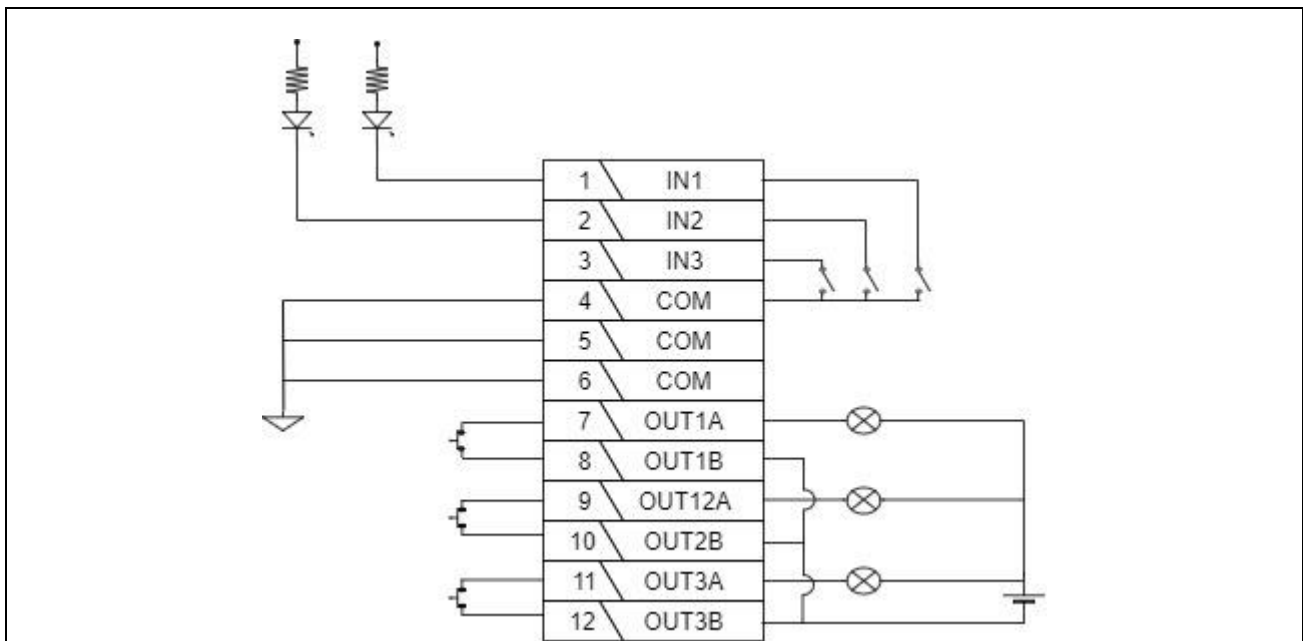 1 IN1
2 IN2
3 IN3
4 COM
5 COM
6 COM
7 OUT1A
8 OUT1B
9 OUT12A
10 OUT2B
11 OUT3A
12 OUT3B